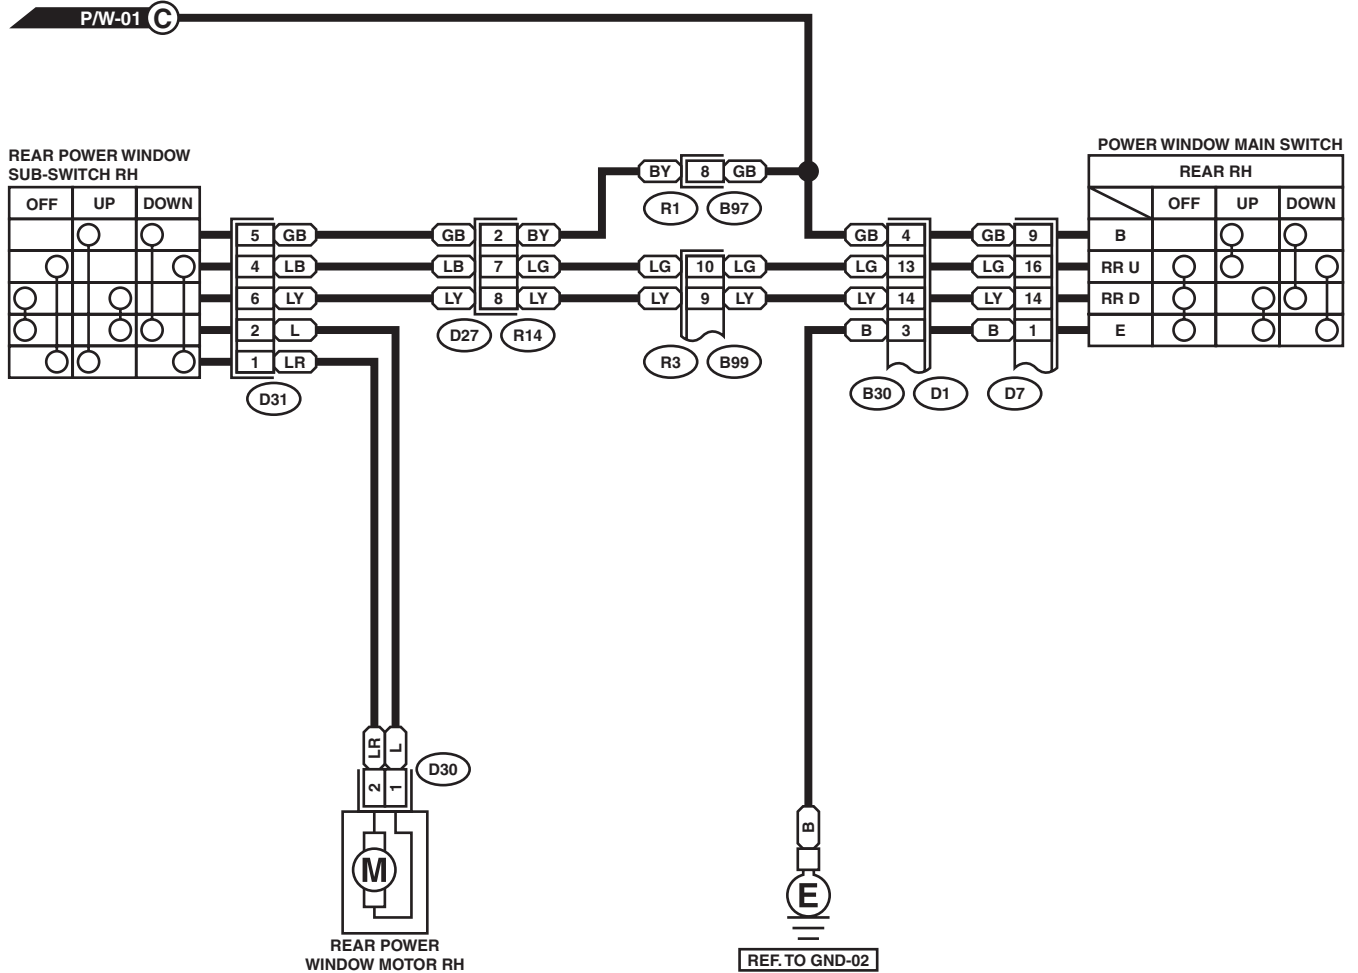 P/W-01 C
POWER WINDOW MAIN SWITCH
REAR RH
OFF UP DOWN
B
RR U
RR D
E
REAR POWER WINDOW
SUB-SWITCH RH
OFF UP DOWN
BY 8 GB
R1 B97
5 GB GB 2 BY GB 4 GB 9
4 LB LB 7 LG LG 10 LG LG 13 LG 16
6 LY LY 8 LY LY 9 LY LY 14 LY 14
2 L B 3 B 1
1 LR
D27 R14 R3 B99
D31 B30 D1 D7
LR L
2 1
D30
M
REAR POWER
WINDOW MOTOR RH
B
E
REF. TO GND-02